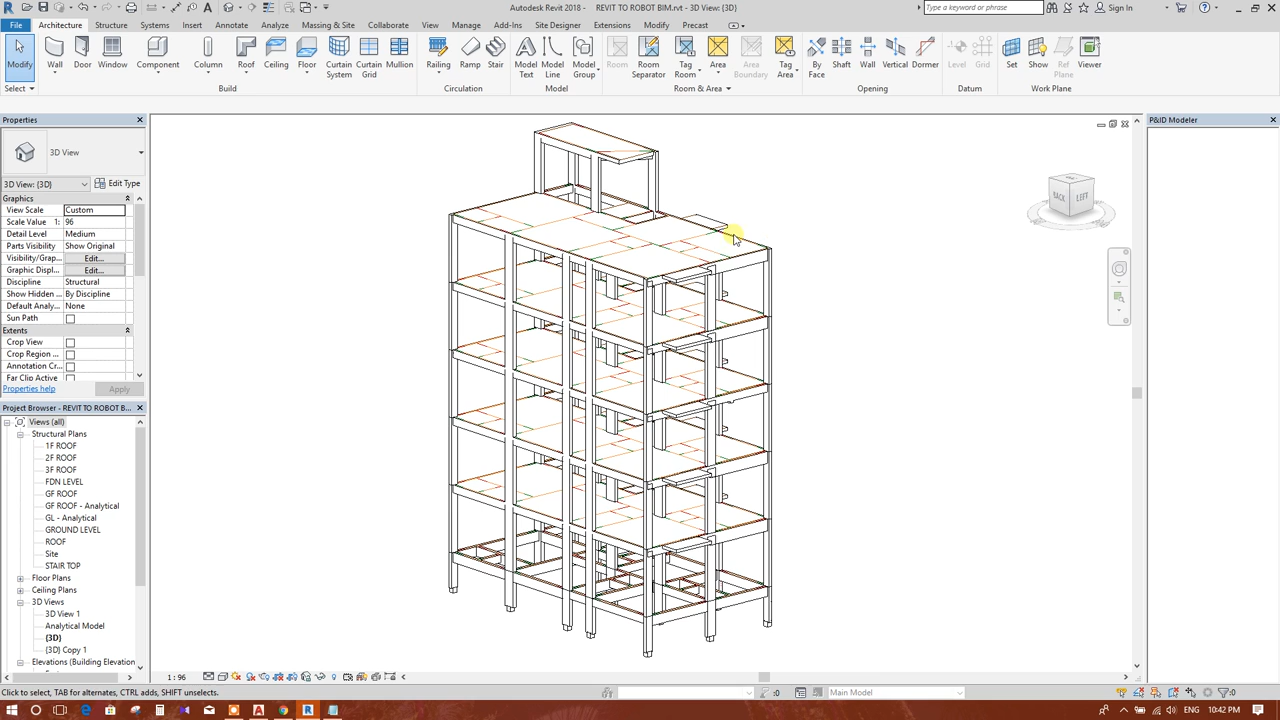 Autodesk Revit 2018 - REVIT TO ROBOT BIM.rvt - 3D View: {3D}
Type a keyword or phrase
Sign In
File Architecture Structure Systems Insert Annotate Analyze Massing & Site Collaborate View Manage Add-Ins Site Designer Extensions Modify Precast
Modify Wall Door Window Component Column Roof Ceiling Floor Curtain System Curtain Grid Mullion Railing Ramp Stair Model Text Model Line Model Group Room Room Separator Tag Room Area Area Boundary Tag Area By Face Shaft Wall Vertical Dormer Level Grid Set Show Ref Plane Viewer
Select Build Circulation Model Room & Area Opening Datum Work Plane
Properties
P&ID Modeler
3D View
3D View: {3D} Edit Type
Graphics
View Scale Custom
Scale Value 1: 96
Detail Level Medium
Parts Visibility Show Original
Visibility/Grap... Edit...
Graphic Displ... Edit...
Discipline Structural
Show Hidden ... By Discipline
Default Analy... None
Sun Path
Extents
Crop View
Crop Region ...
Annotation Cr...
Far Clip Active
Properties help Apply
Project Browser - REVIT TO ROBOT B...
Views (all)
Structural Plans
1F ROOF
2F ROOF
3F ROOF
FDN LEVEL
GF ROOF
GF ROOF - Analytical
GL - Analytical
GROUND LEVEL
ROOF
Site
STAIR TOP
Floor Plans
Ceiling Plans
3D Views
3D View 1
Analytical Model
{3D}
{3D} Copy 1
Elevations (Building Elevation
BACK LEFT
1 : 96
Click to select, TAB for alternates, CTRL adds, SHIFT unselects.
:0
Main Model
:0
ENG 10:42 PM